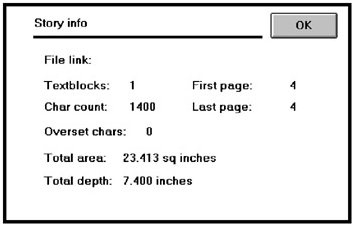 Story info OK
File link:
Textblocks: 1 First page: 4
Char count: 1400 Last page: 4
Overset chars: 0
Total area: 23.413 sq inches
Total depth: 7.400 inches